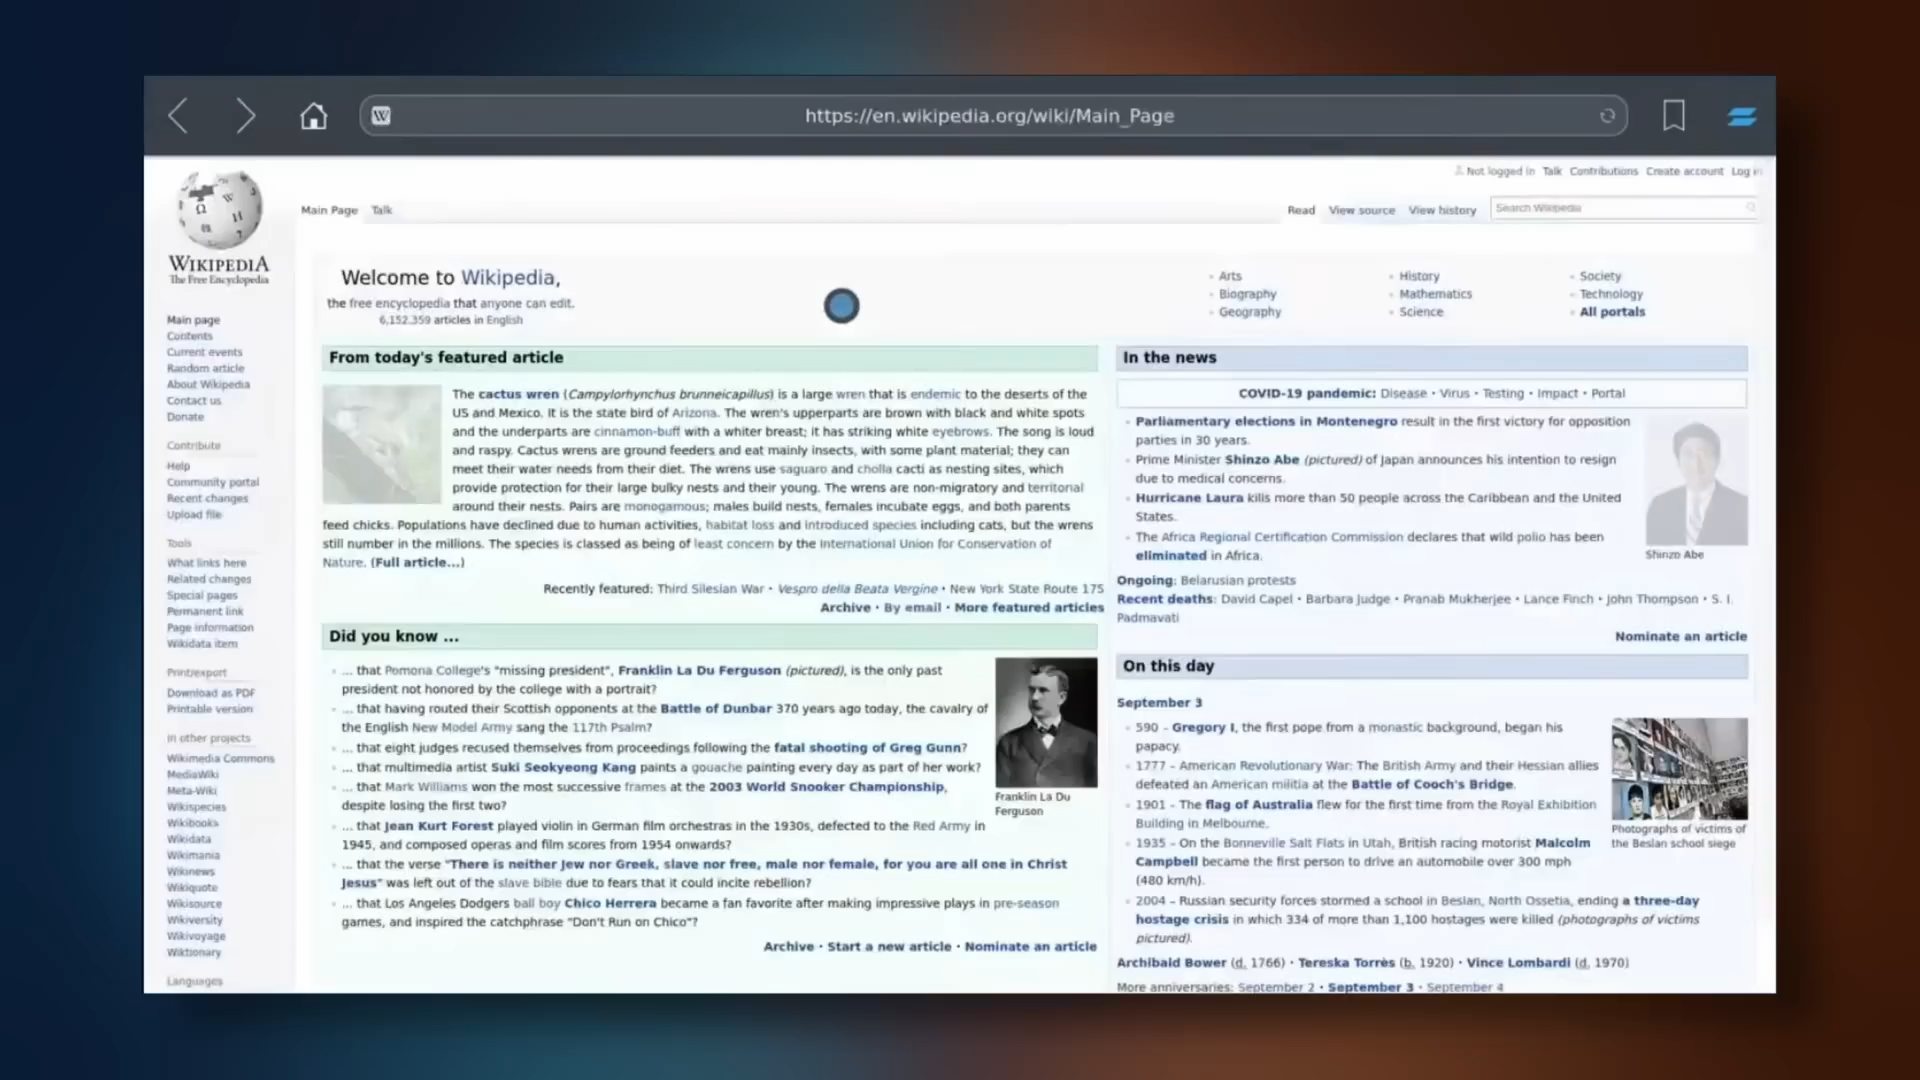 https://en.wikipedia.org/wiki/Main_Page
Not logged in Talk Contributions Create account Log in
Main Page Talk
Read View source View history Search Wikipedia
WIKIPEDIA
The Free Encyclopedia
Main page
Contents
Current events
Random article
About Wikipedia
Contact us
Donate
Contribute
Help
Community portal
Recent changes
Upload file
Tools
What links here
Related changes
Special pages
Permanent link
Page information
Wikidata item
Print/export
Download as PDF
Printable version
In other projects
Wikimedia Commons
MediaWiki
Meta-Wiki
Wikispecies
Wikibooks
Wikidata
Wikimania
Wikinews
Wikiquote
Wikisource
Wikiversity
Wikivoyage
Wiktionary
Languages
Welcome to Wikipedia,
the free encyclopedia that anyone can edit.
6,152,359 articles in English
Arts
Biography
Geography
History
Mathematics
Science
Society
Technology
All portals
From today's featured article
The cactus wren (Campylorhynchus brunneicapillus) is a large wren that is endemic to the deserts of the
US and Mexico. It is the state bird of Arizona. The wren's upperparts are brown with black and white spots
and the underparts are cinnamon-buff with a whiter breast; it has striking white eyebrows. The song is loud
and raspy. Cactus wrens are ground feeders and eat mainly insects, with some plant material; they can
meet their water needs from their diet. The wrens use saguaro and cholla cacti as nesting sites, which
provide protection for their large bulky nests and their young. The wrens are non-migratory and territorial
around their nests. Pairs are monogamous; males build nests, females incubate eggs, and both parents
feed chicks. Populations have declined due to human activities, habitat loss and introduced species including cats, but the wrens
still number in the millions. The species is classed as being of least concern by the International Union for Conservation of
Nature. (Full article...)
Recently featured: Third Silesian War • Vespro della Beata Vergine • New York State Route 175
Archive • By email • More featured articles
Did you know ...
... that Pomona College's "missing president", Franklin La Du Ferguson (pictured), is the only past
president not honored by the college with a portrait?
... that having routed their Scottish opponents at the Battle of Dunbar 370 years ago today, the cavalry of
the English New Model Army sang the 117th Psalm?
... that eight judges recused themselves from proceedings following the fatal shooting of Greg Gunn?
... that multimedia artist Suki Seokyeong Kang paints a gouache painting every day as part of her work?
... that Mark Williams won the most successive frames at the 2003 World Snooker Championship,
despite losing the first two?
... that Jean Kurt Forest played violin in German film orchestras in the 1930s, defected to the Red Army in
1945, and composed operas and film scores from 1954 onwards?
... that the verse "There is neither Jew nor Greek, slave nor free, male nor female, for you are all one in Christ
Jesus" was left out of the slave bible due to fears that it could incite rebellion?
... that Los Angeles Dodgers ball boy Chico Herrera became a fan favorite after making impressive plays in pre-season
games, and inspired the catchphrase "Don't Run on Chico"?
Franklin La Du
Ferguson
Archive • Start a new article • Nominate an article
In the news
COVID-19 pandemic: Disease • Virus • Testing • Impact • Portal
Parliamentary elections in Montenegro result in the first victory for opposition
parties in 30 years.
Prime Minister Shinzo Abe (pictured) of Japan announces his intention to resign
due to medical concerns.
Hurricane Laura kills more than 50 people across the Caribbean and the United
States.
The Africa Regional Certification Commission declares that wild polio has been
eliminated in Africa.
Shinzo Abe
Ongoing: Belarusian protests
Recent deaths: David Capel • Barbara Judge • Pranab Mukherjee • Lance Finch • John Thompson • S. I.
Padmavati
Nominate an article
On this day
September 3
590 – Gregory I, the first pope from a monastic background, began his
papacy.
1777 – American Revolutionary War: The British Army and their Hessian allies
defeated an American militia at the Battle of Cooch's Bridge.
1901 – The flag of Australia flew for the first time from the Royal Exhibition
Building in Melbourne.
1935 – On the Bonneville Salt Flats in Utah, British racing motorist Malcolm
Campbell became the first person to drive an automobile over 300 mph
(480 km/h).
2004 – Russian security forces stormed a school in Beslan, North Ossetia, ending a three-day
hostage crisis in which 334 of more than 1,100 hostages were killed (photographs of victims
pictured).
Photographs of victims of
the Beslan school siege
Archibald Bower (d. 1766) • Tereska Torrès (b. 1920) • Vince Lombardi (d. 1970)
More anniversaries: September 2 • September 3 • September 4